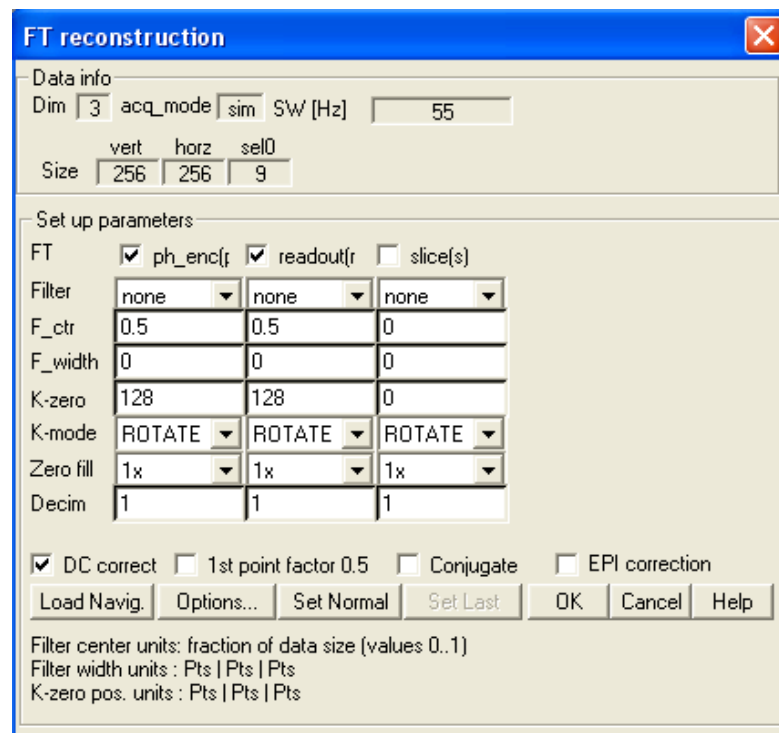 FT reconstruction
Data info
Dim 3 acq_mode sim SW [Hz] 55
vert horz sel0
Size 256 256 9
Set up parameters
FT ph_enc(r readout(r slice(s)
Filter none none none
F_ctr 0.5 0.5 0
F_width 0 0 0
K-zero 128 128 0
K-mode ROTATE ROTATE ROTATE
Zero fill 1x 1x 1x
Decim 1 1 1
DC correct 1st point factor 0.5 Conjugate EPI correction
Load Navig. Options... Set Normal Set Last OK Cancel Help
Filter center units: fraction of data size (values 0..1)
Filter width units : Pts | Pts | Pts
K-zero pos. units : Pts | Pts | Pts